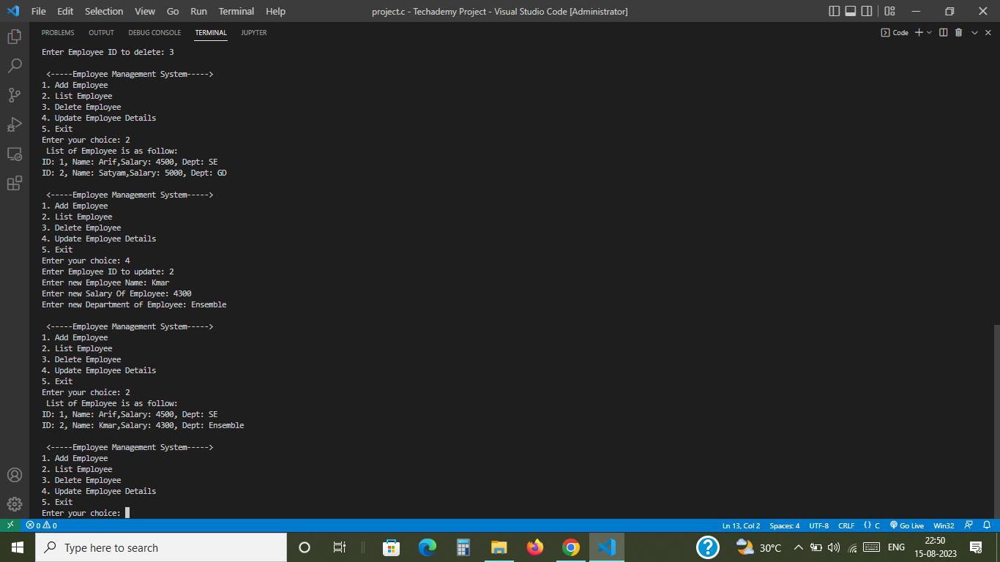 File Edit Selection View Go Run Terminal Help project.c - Techademy Project - Visual Studio Code [Administrator]
PROBLEMS OUTPUT DEBUG CONSOLE TERMINAL JUPYTER Code
Enter Employee ID to delete: 3
<-----Employee Management System----->
1. Add Employee
2. List Employee
3. Delete Employee
4. Update Employee Details
5. Exit
Enter your choice: 2
List of Employee is as follow:
ID: 1, Name: Arif,Salary: 4500, Dept: SE
ID: 2, Name: Satyam,Salary: 5000, Dept: GD
<-----Employee Management System----->
1. Add Employee
2. List Employee
3. Delete Employee
4. Update Employee Details
5. Exit
Enter your choice: 4
Enter Employee ID to update: 2
Enter new Employee Name: Kmar
Enter new Salary Of Employee: 4300
Enter new Department of Employee: Ensemble
<-----Employee Management System----->
1. Add Employee
2. List Employee
3. Delete Employee
4. Update Employee Details
5. Exit
Enter your choice: 2
List of Employee is as follow:
ID: 1, Name: Arif,Salary: 4500, Dept: SE
ID: 2, Name: Kmar,Salary: 4300, Dept: Ensemble
<-----Employee Management System----->
1. Add Employee
2. List Employee
3. Delete Employee
4. Update Employee Details
5. Exit
Enter your choice:
0 0 Ln 13, Col 2 Spaces: 4 UTF-8 CRLF {} C Go Live Win32
Type here to search ? 30°C ENG 22:50
15-08-2023